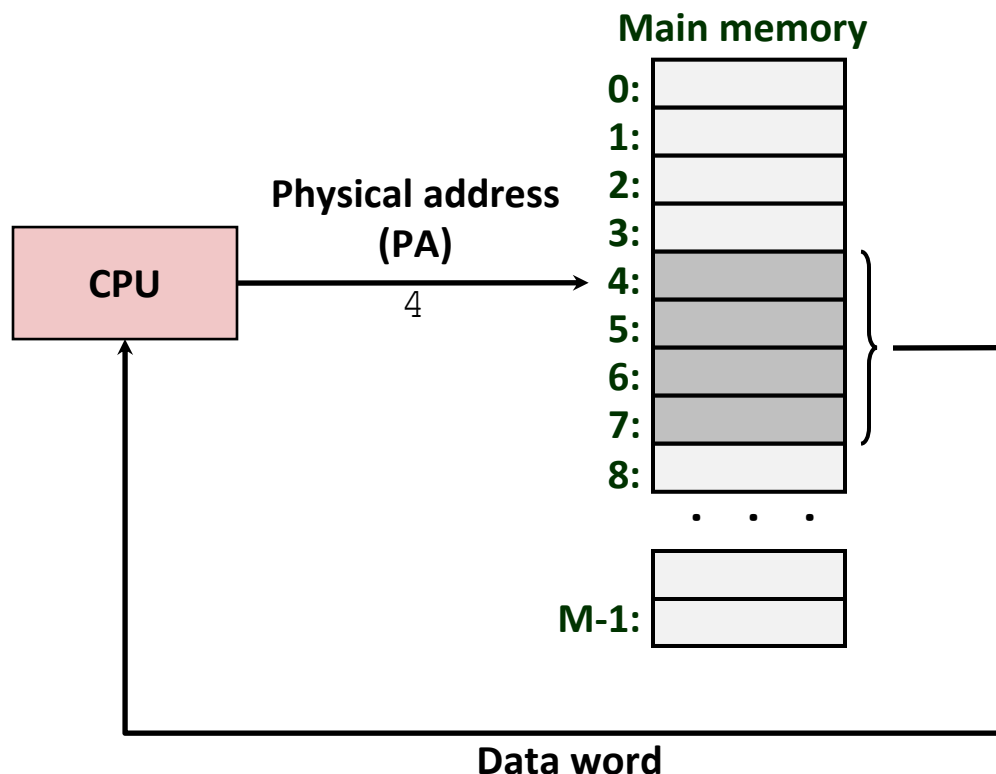 Main memory
0:
1:
2:
Physical address
(PA)
3:
CPU
4
4:
5:
6:
7:
8:
. . .
M-1:
Data word